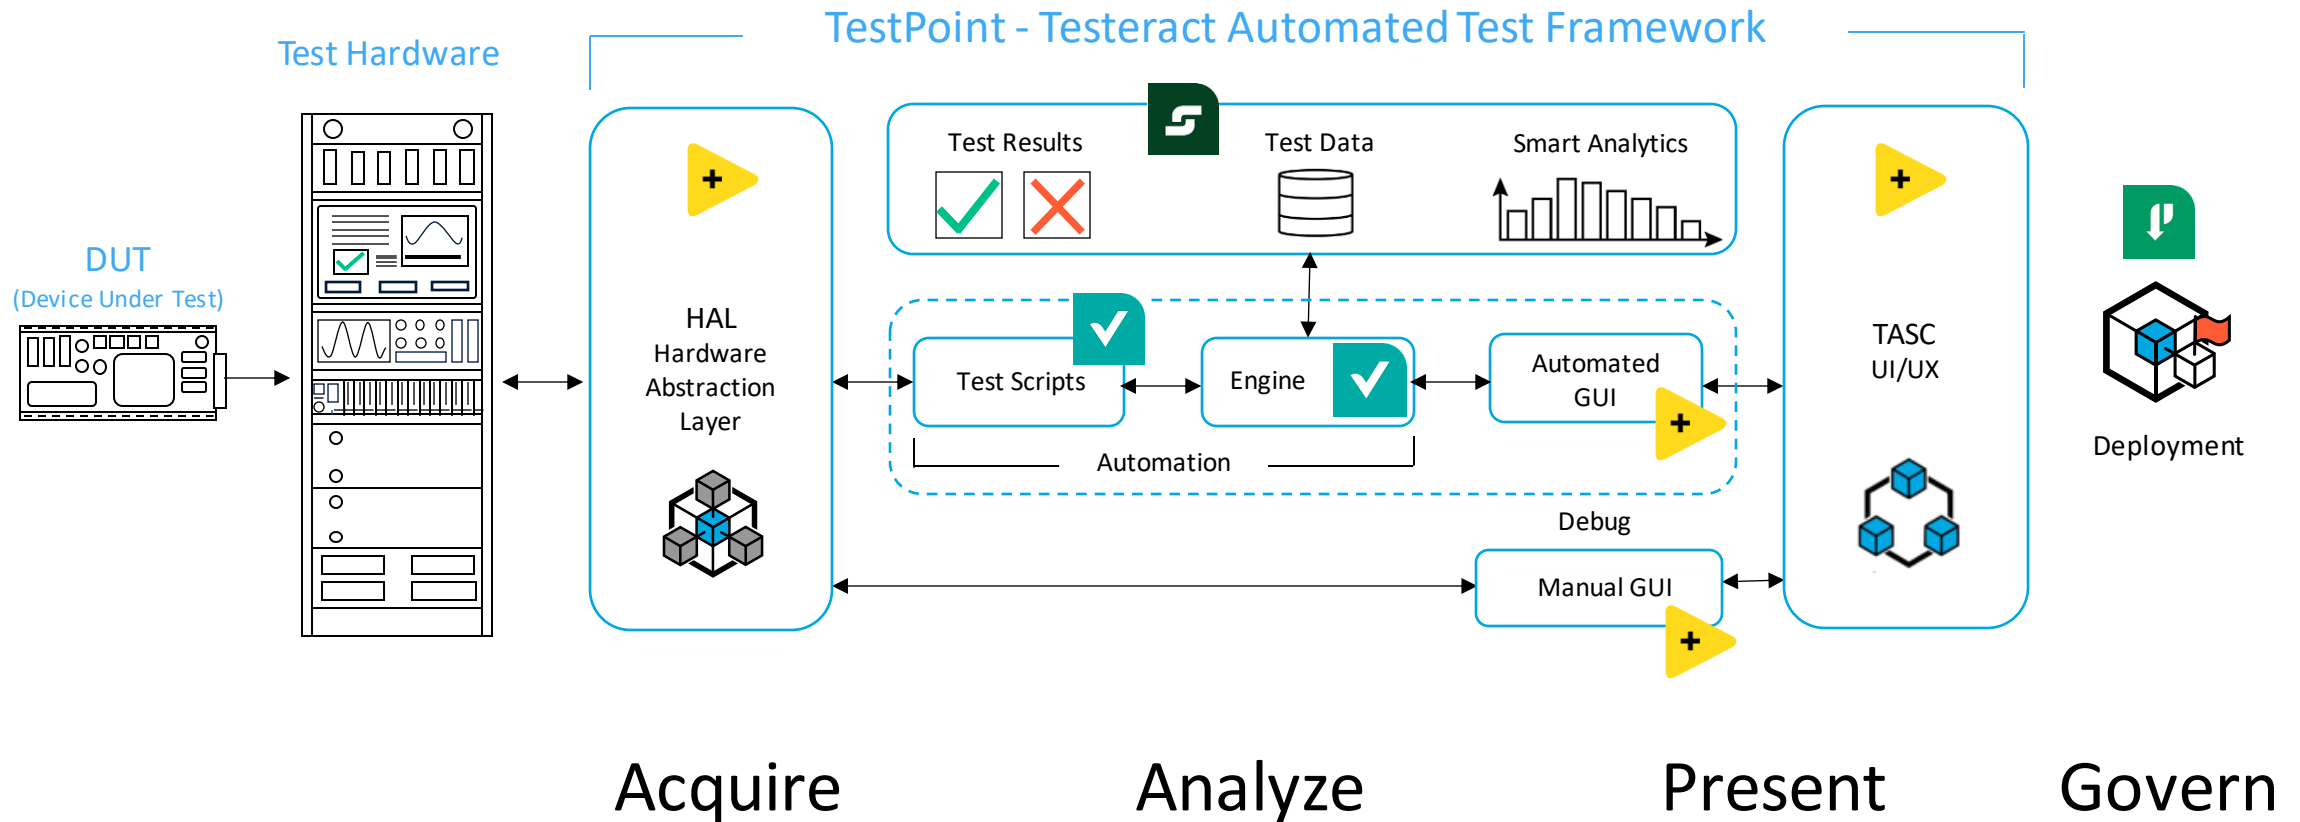 TestPoint - Testeract Automated Test Framework
Test Hardware
DUT
(Device Under Test)
HAL
Hardware
Abstraction
Layer
Test Results
Test Data
Smart Analytics
Test Scripts
Engine
Automated
GUI
Automation
Debug
Manual GUI
TASC
UI/UX
Deployment
Acquire
Analyze
Present
Govern